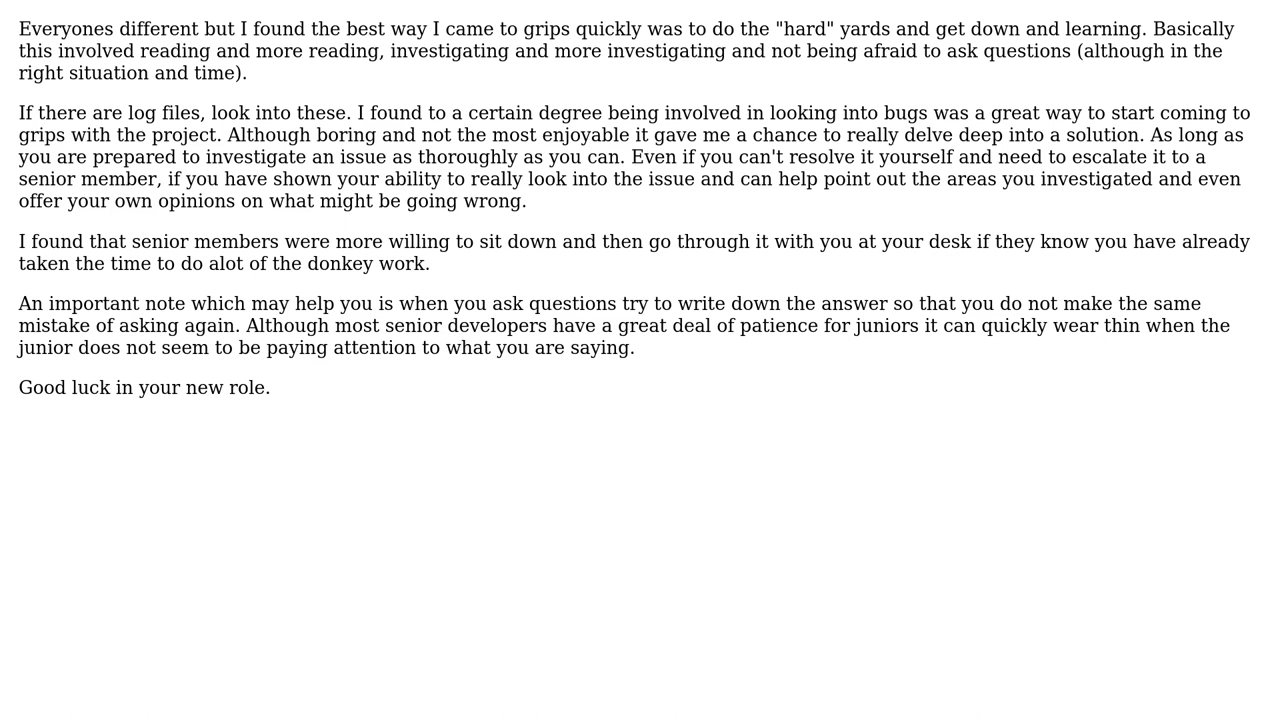 Everyones different but I found the best way I came to grips quickly was to do the "hard" yards and get down and learning. Basically
this involved reading and more reading, investigating and more investigating and not being afraid to ask questions (although in the
right situation and time).
If there are log files, look into these. I found to a certain degree being involved in looking into bugs was a great way to start coming to
grips with the project. Although boring and not the most enjoyable it gave me a chance to really delve deep into a solution. As long as
you are prepared to investigate an issue as thoroughly as you can. Even if you can't resolve it yourself and need to escalate it to a
senior member, if you have shown your ability to really look into the issue and can help point out the areas you investigated and even
offer your own opinions on what might be going wrong.
I found that senior members were more willing to sit down and then go through it with you at your desk if they know you have already
taken the time to do alot of the donkey work.
An important note which may help you is when you ask questions try to write down the answer so that you do not make the same
mistake of asking again. Although most senior developers have a great deal of patience for juniors it can quickly wear thin when the
junior does not seem to be paying attention to what you are saying.
Good luck in your new role.